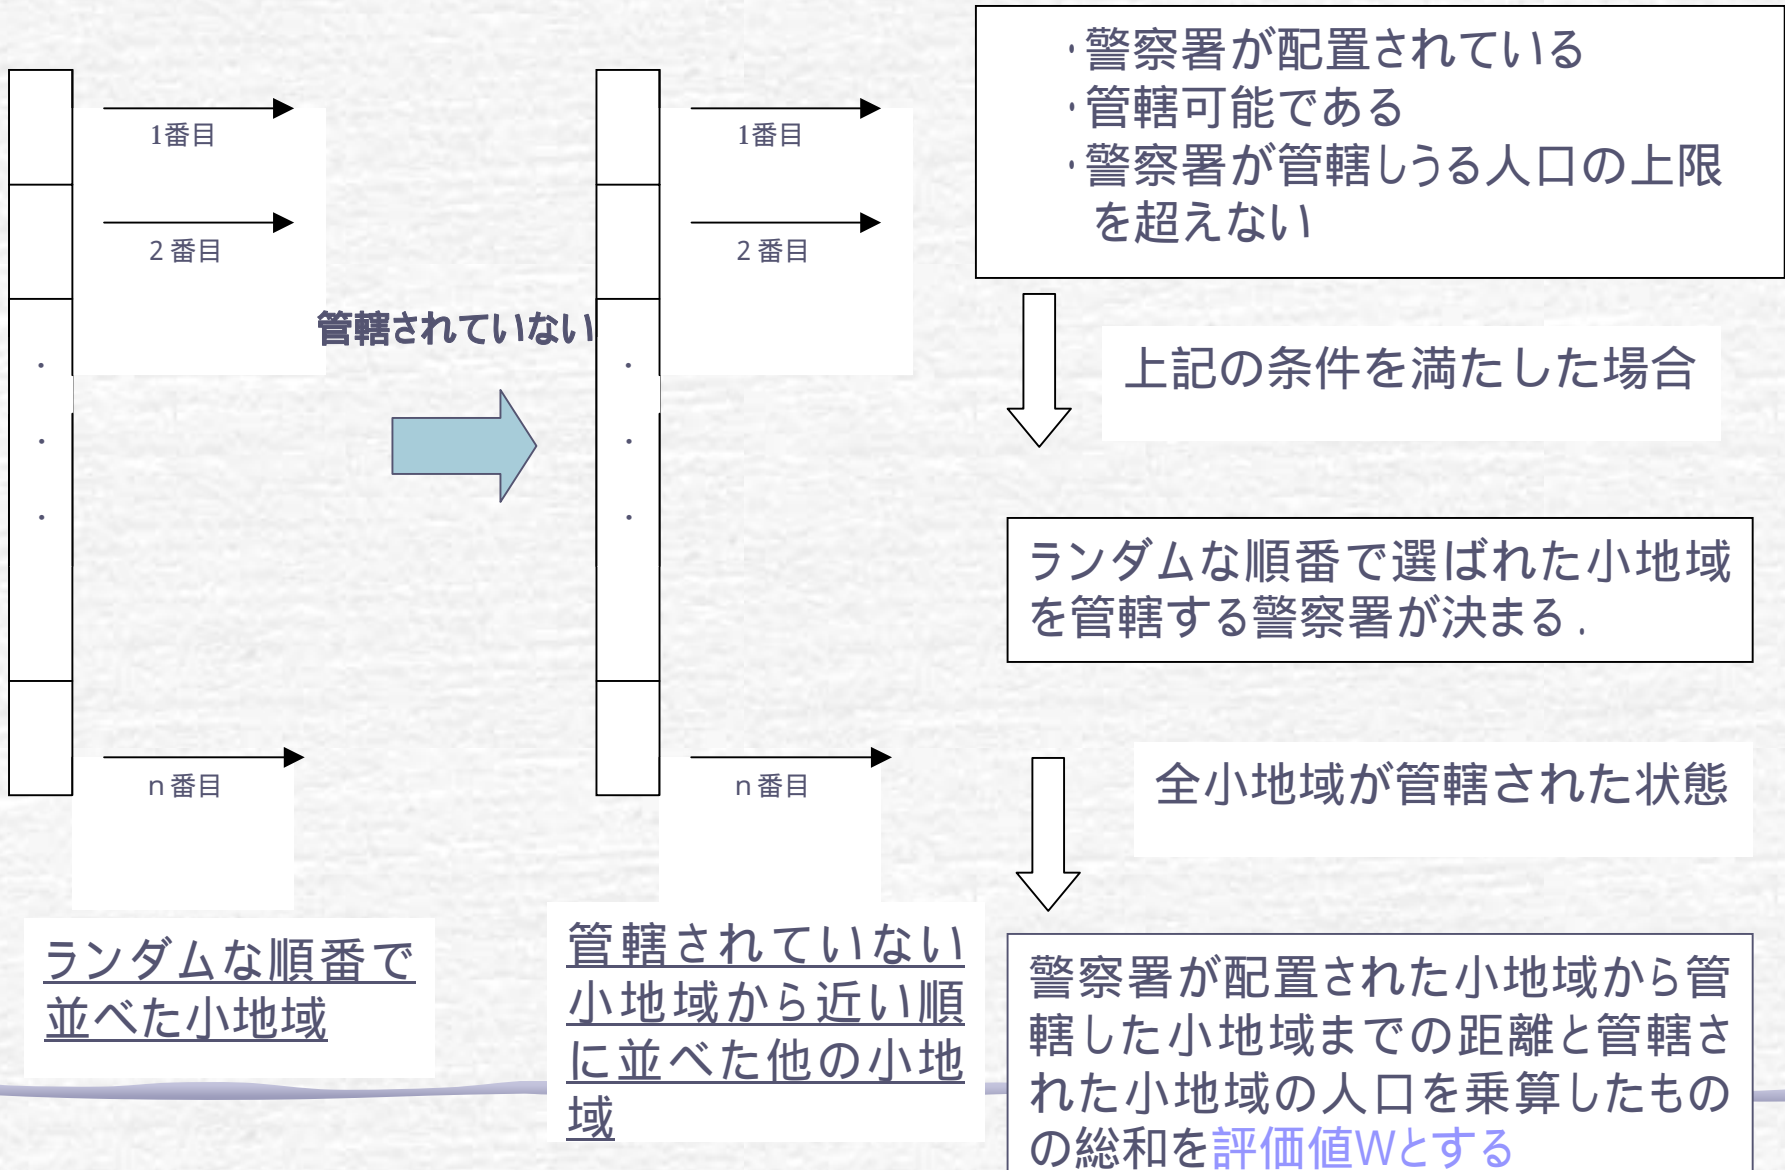 1番目
2番目
管轄されていない
・
・
・
n番目
ランダムな順番で
並べた小地域
1番目
2番目
・
・
・
n番目
管轄されていない
小地域から近い順
に並べた他の小地
域
・警察署が配置されている
・管轄可能である
・警察署が管轄しうる人口の上限
を超えない
上記の条件を満たした場合
ランダムな順番で選ばれた小地域
を管轄する警察署が決まる.
全小地域が管轄された状態
警察署が配置された小地域から管
轄した小地域までの距離と管轄さ
れた小地域の人口を乗算したもの
の総和を評価値Wとする